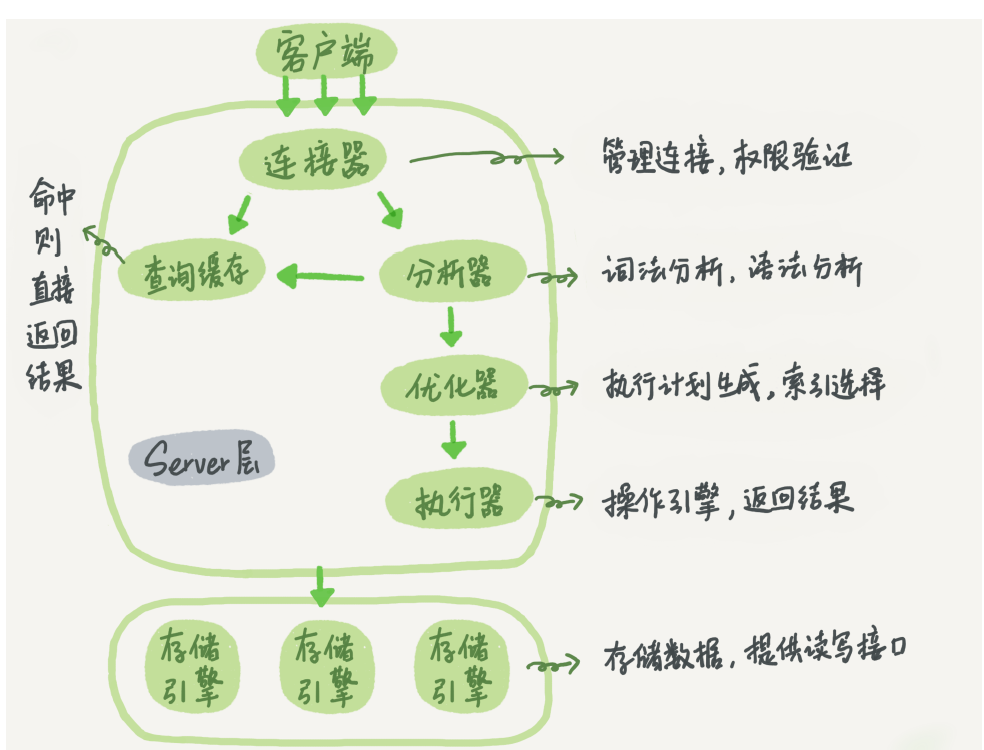 客户端
连接器
管理连接，权限验证
命中
则
直接
返回
结果
查询缓存
分析器
词法分析，语法分析
优化器
执行计划生成，索引选择
Server层
执行器
操作引擎，返回结果
存储
引擎
存储
引擎
存储
引擎
存储数据，提供读写接口